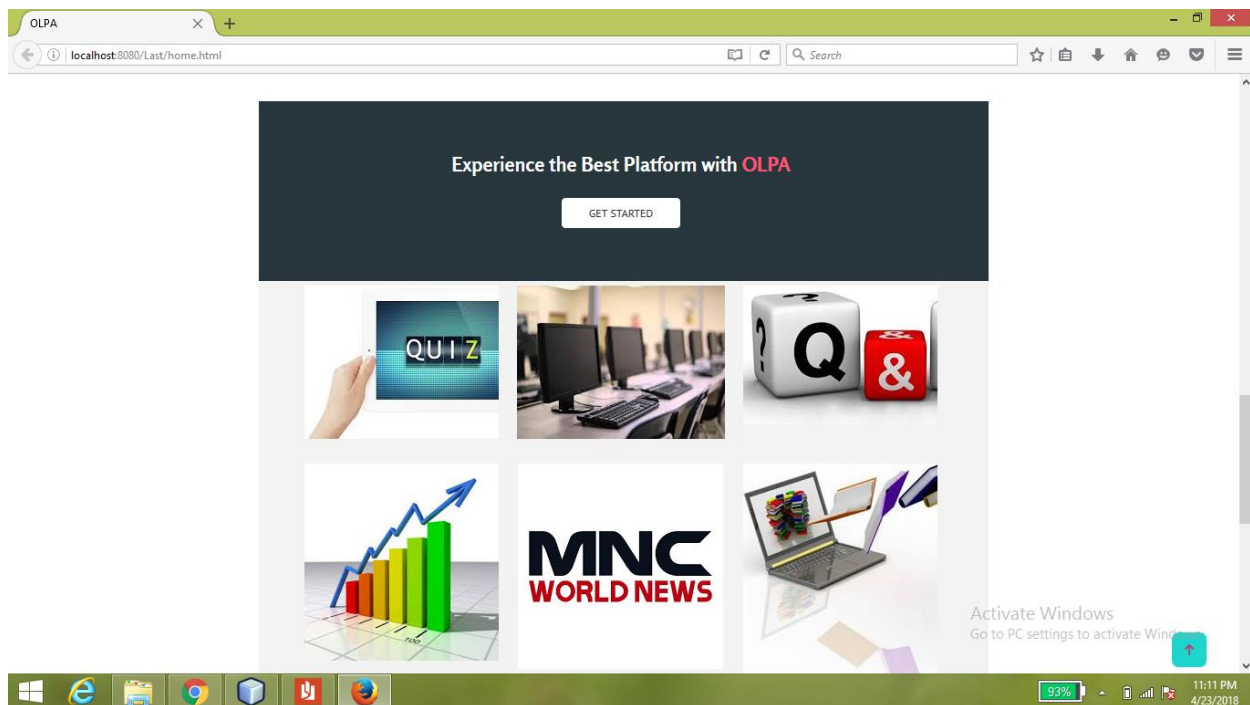 OLPA
localhost:8080/Last/home.html
Search
Experience the Best Platform with OLPA
GET STARTED
QUIZ
? Q &
100
MNC
WORLD NEWS
Activate Windows
Go to PC settings to activate
93%
11:11 PM
4/23/2018